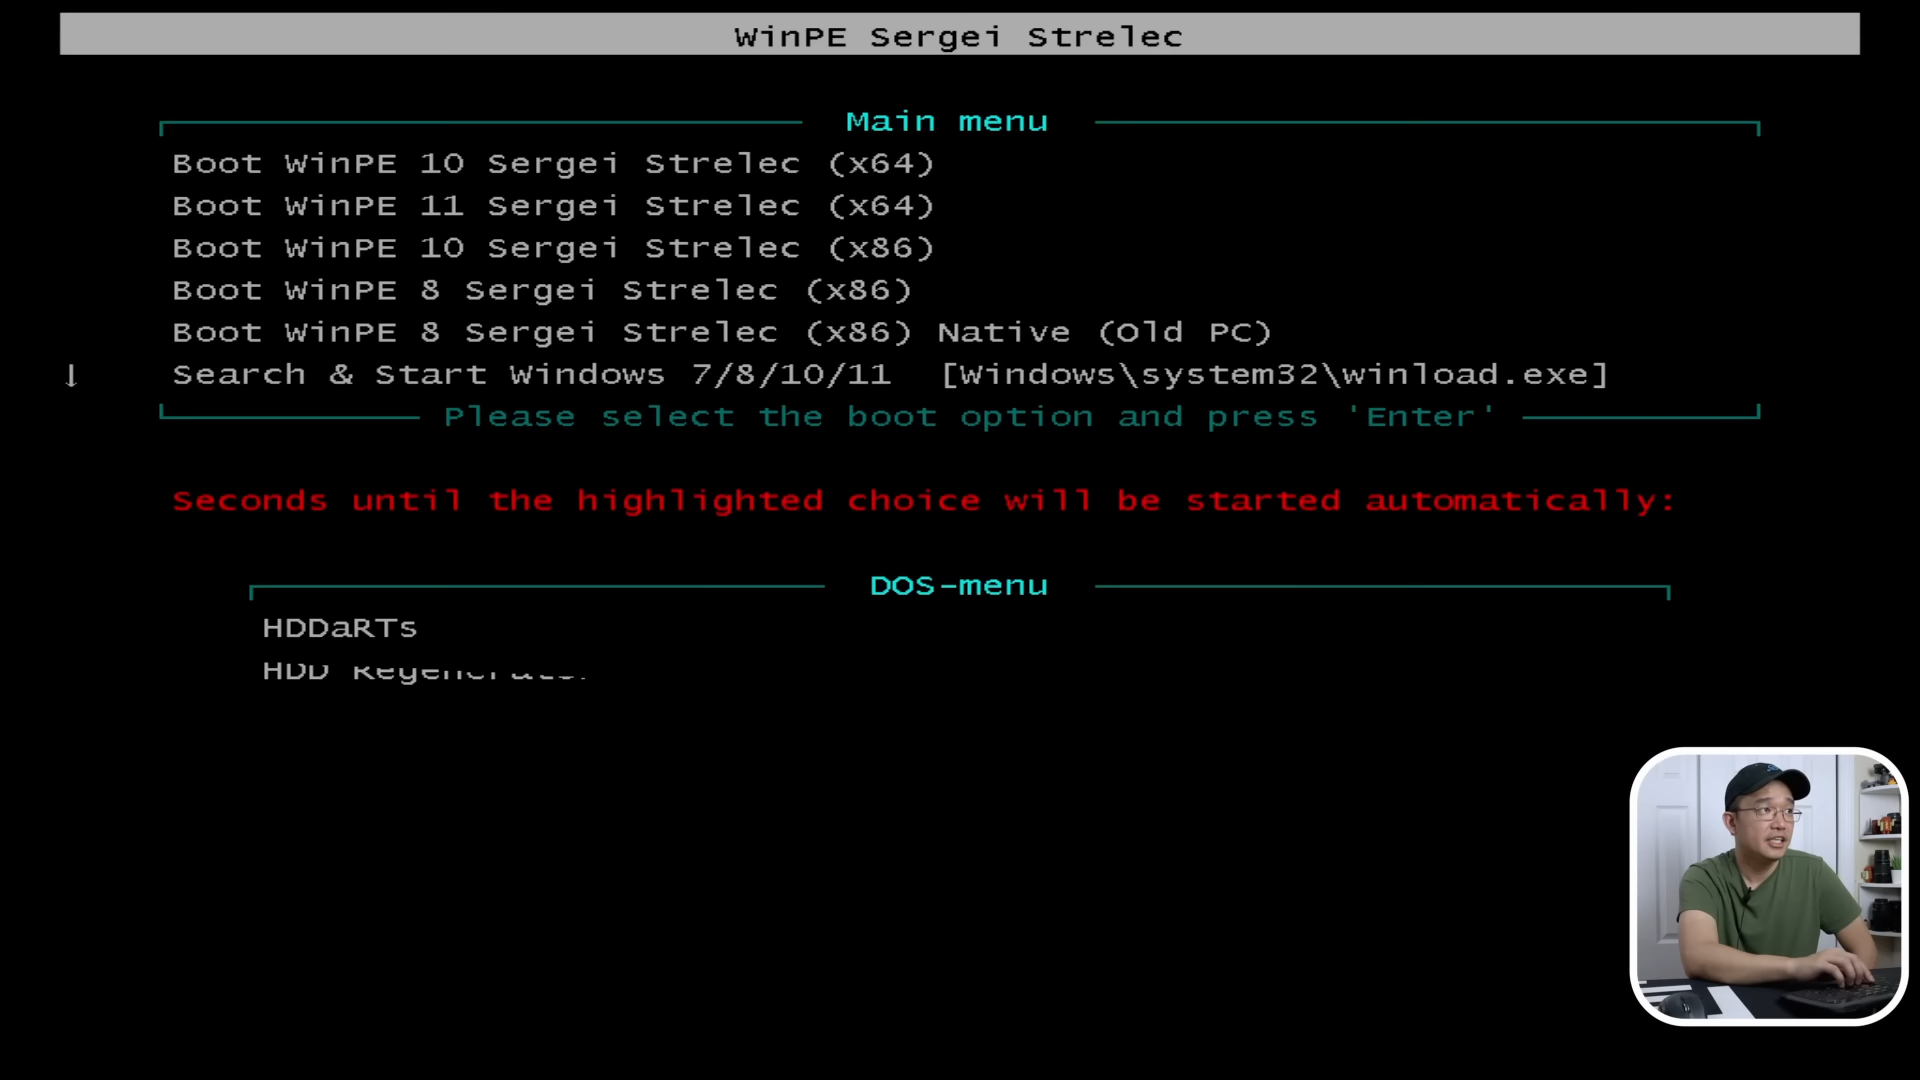 WinPE Sergei Strelec
Main menu
Boot WinPE 10 Sergei Strelec (x64)
Boot WinPE 11 Sergei Strelec (x64)
Boot WinPE 10 Sergei Strelec (x86)
Boot WinPE 8 Sergei Strelec (x86)
Boot WinPE 8 Sergei Strelec (x86) Native (Old PC)
↓ Search & Start Windows 7/8/10/11 [Windows\system32\winload.exe]
Please select the boot option and press 'Enter'
Seconds until the highlighted choice will be started automatically:
DOS-menu
HDDaRTs
HDD